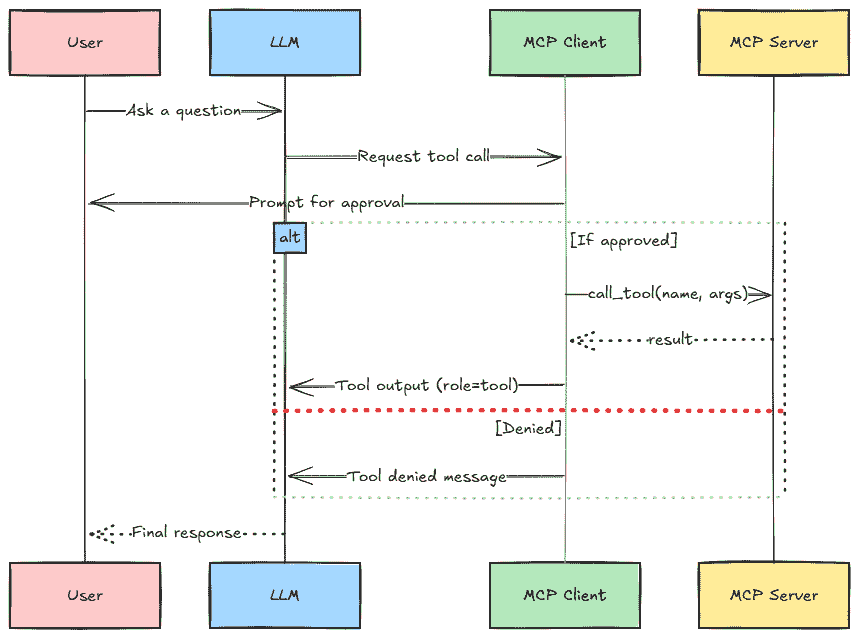 User
LLM
MCP Client
MCP Server
Ask a question
Request tool call
Prompt for approval
alt
[If approved]
call_tool(name, args)
result
Tool output (role=tool)
[Denied]
Tool denied message
Final response
User
LLM
MCP Client
MCP Server